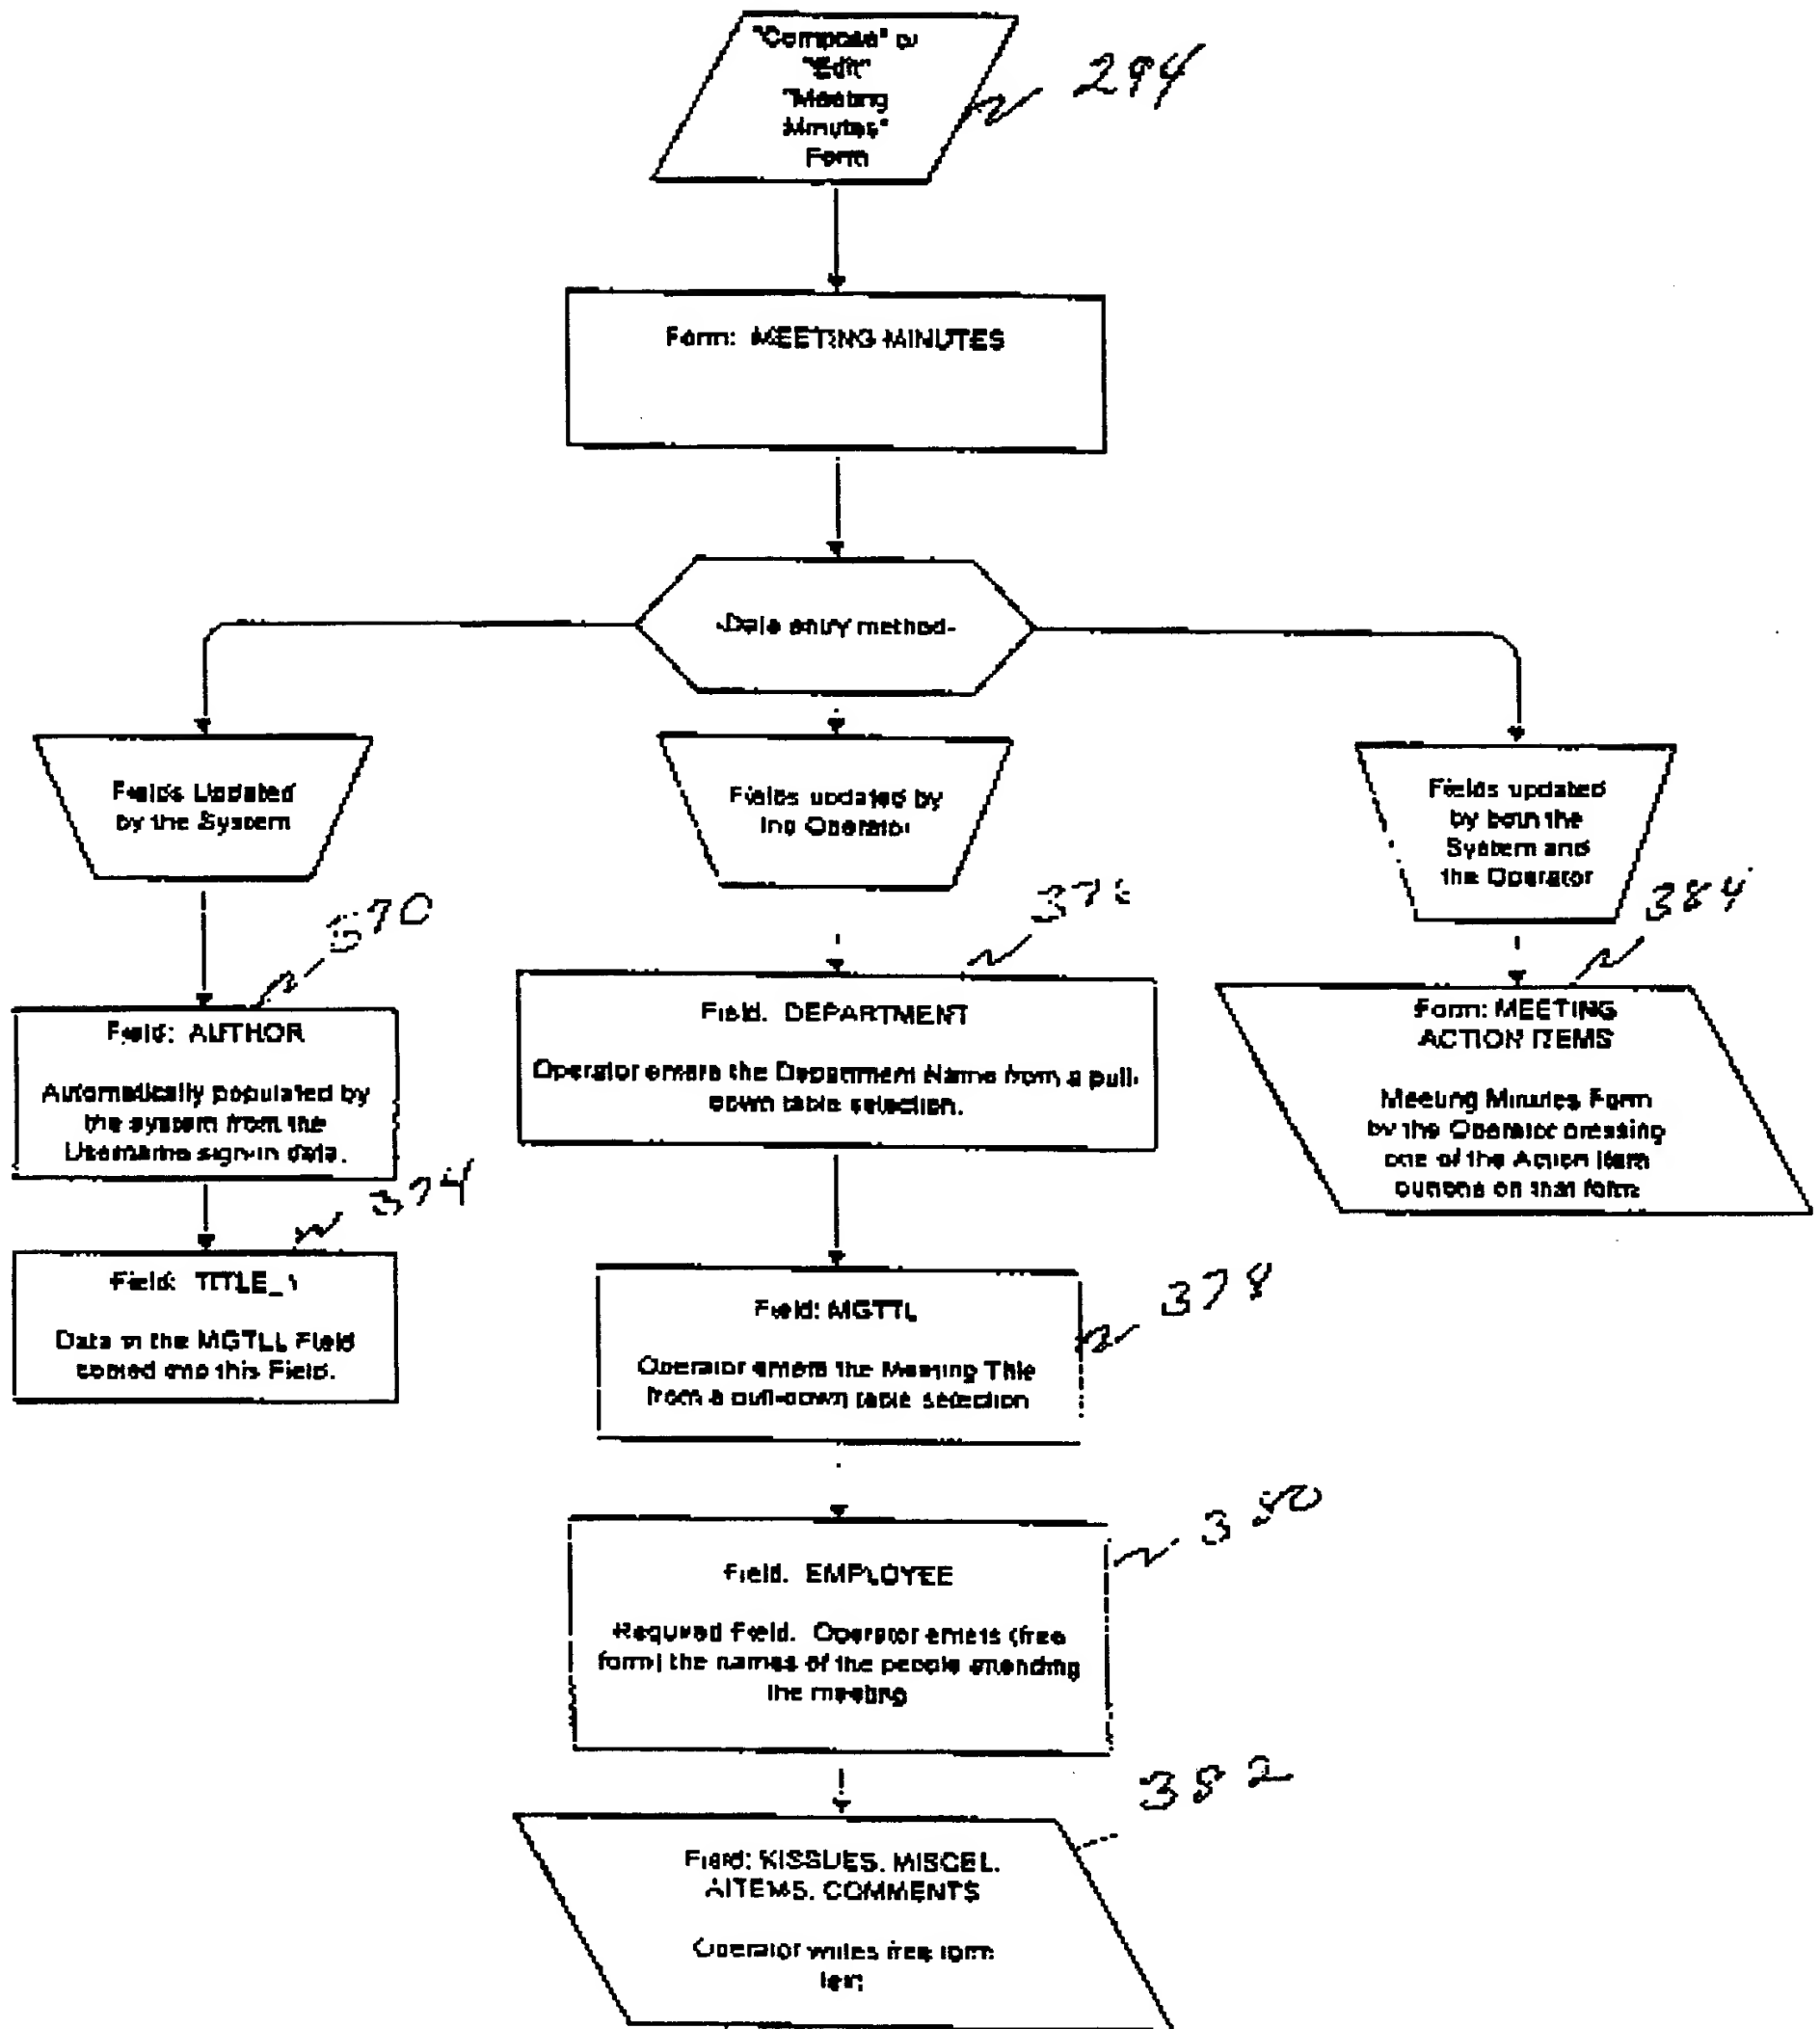 "Compose" or
"Edit"
"Meeting
Minutes"
Form
294
Form: MEETING MINUTES
-Data entry method-
Fields Updated
by the System
Fields updated by
the Operator
Fields updated
by both the
System and
the Operator
384
Field: AUTHOR
Automatically populated by
the system from the
Username sign-in data.
374
Field: TITLE_1
Data in the MGTLL Field
copied into this Field.
Field. DEPARTMENT
Operator enters the Department Name from a pull-
down table selection.
378
Field: MGTTL
Operator enters the Meeting Title
from a pull-down table selection
380
Field. EMPLOYEE
Required Field. Operator enters (free
form) the names of the people attending
the meeting
382
Field: KISSUES. MISCEL.
AITEMS. COMMENTS
Operator writes free form
text
Form: MEETING
ACTION ITEMS
Meeting Minutes Form
by the Operator pressing
one of the Action Item
buttons on that form